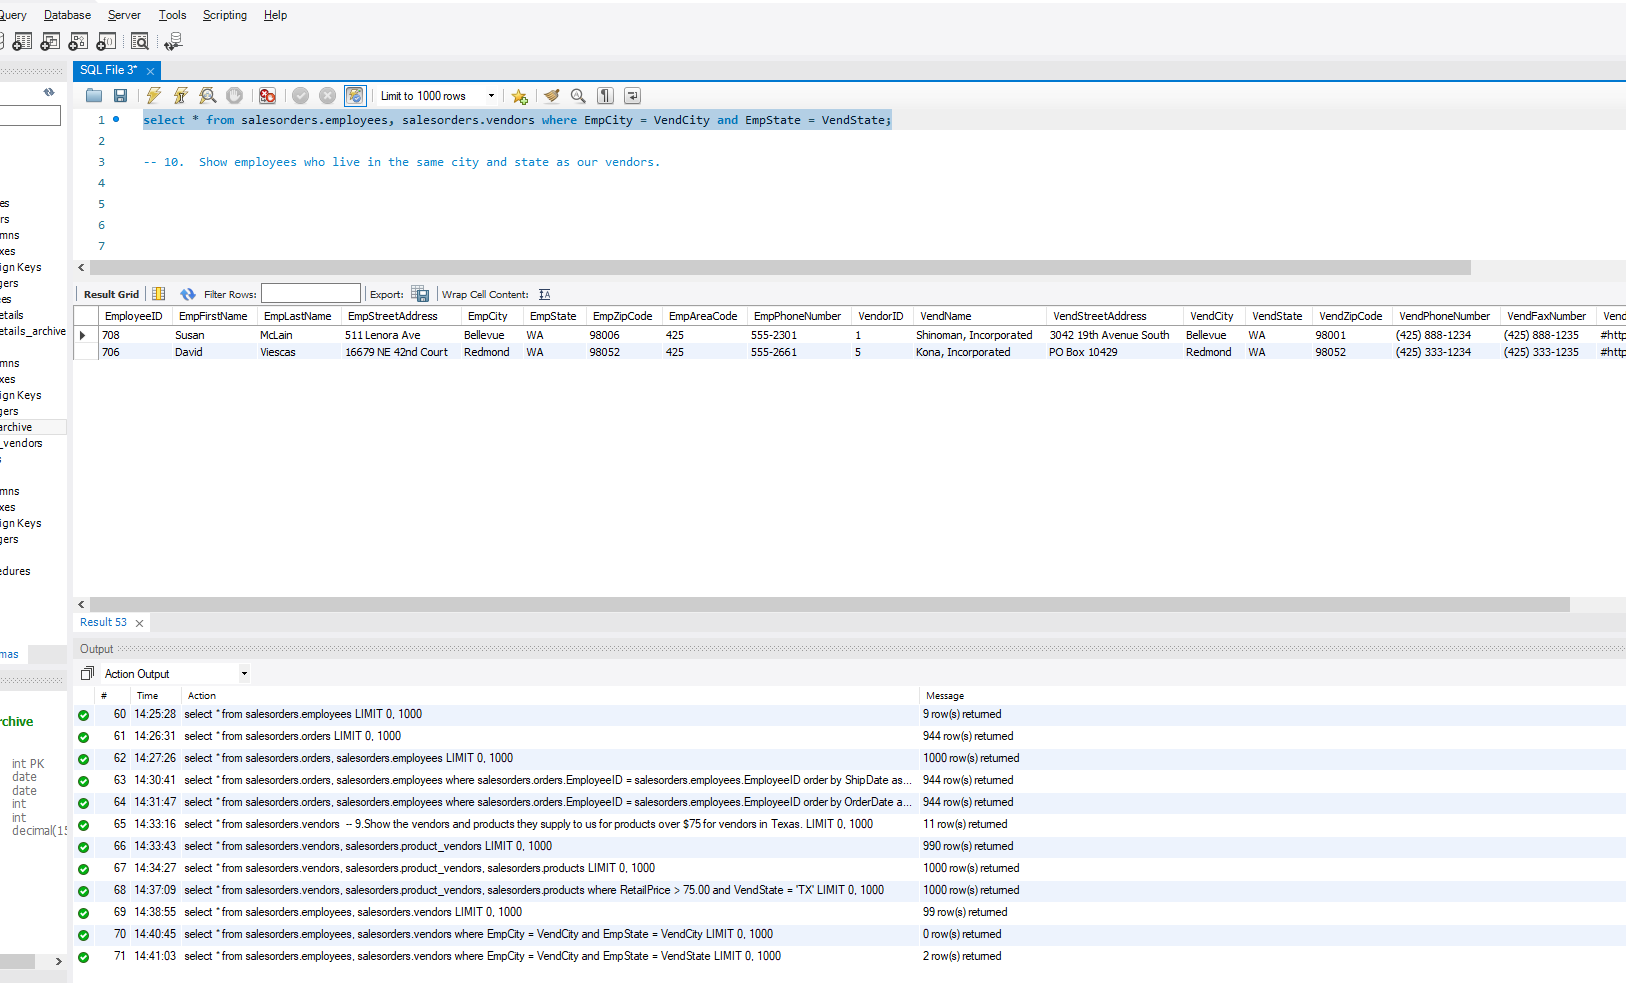 Query Database Server Tools Scripting Help
SQL File 3*
Limit to 1000 rows
1 select * from salesorders.employees, salesorders.vendors where EmpCity = VendCity and EmpState = VendState;
2
3 -- 10.  Show employees who live in the same city and state as our vendors.
4
5
6
7
es
rs
mns
xes
ign Keys
gers
ees
etails
etails_archive
mns
xes
ign Keys
gers
archive
_vendors
s
mns
xes
ign Keys
gers
edures
mas
rchive
int PK
date
date
int
int
decimal(15
Result Grid Filter Rows: Export: Wrap Cell Content:
EmployeeID EmpFirstName EmpLastName EmpStreetAddress EmpCity EmpState EmpZipCode EmpAreaCode EmpPhoneNumber VendorID VendName VendStreetAddress VendCity VendState VendZipCode VendPhoneNumber VendFaxNumber Vend
708 Susan McLain 511 Lenora Ave Bellevue WA 98006 425 555-2301 1 Shinoman, Incorporated 3042 19th Avenue South Bellevue WA 98001 (425) 888-1234 (425) 888-1235 #http
706 David Viescas 16679 NE 42nd Court Redmond WA 98052 425 555-2661 5 Kona, Incorporated PO Box 10429 Redmond WA 98052 (425) 333-1234 (425) 333-1235 #http
Result 53
Output
Action Output
# Time Action Message
60 14:25:28 select * from salesorders.employees LIMIT 0, 1000 9 row(s) returned
61 14:26:31 select * from salesorders.orders LIMIT 0, 1000 944 row(s) returned
62 14:27:26 select * from salesorders.orders, salesorders.employees LIMIT 0, 1000 1000 row(s) returned
63 14:30:41 select * from salesorders.orders, salesorders.employees where salesorders.orders.EmployeeID = salesorders.employees.EmployeeID order by ShipDate as... 944 row(s) returned
64 14:31:47 select * from salesorders.orders, salesorders.employees where salesorders.orders.EmployeeID = salesorders.employees.EmployeeID order by OrderDate a... 944 row(s) returned
65 14:33:16 select * from salesorders.vendors  -- 9.Show the vendors and products they supply to us for products over $75 for vendors in Texas. LIMIT 0, 1000 11 row(s) returned
66 14:33:43 select * from salesorders.vendors, salesorders.product_vendors LIMIT 0, 1000 990 row(s) returned
67 14:34:27 select * from salesorders.vendors, salesorders.product_vendors, salesorders.products LIMIT 0, 1000 1000 row(s) returned
68 14:37:09 select * from salesorders.vendors, salesorders.product_vendors, salesorders.products where RetailPrice > 75.00 and VendState = 'TX' LIMIT 0, 1000 1000 row(s) returned
69 14:38:55 select * from salesorders.employees, salesorders.vendors LIMIT 0, 1000 99 row(s) returned
70 14:40:45 select * from salesorders.employees, salesorders.vendors where EmpCity = VendCity and EmpState = VendCity LIMIT 0, 1000 0 row(s) returned
71 14:41:03 select * from salesorders.employees, salesorders.vendors where EmpCity = VendCity and EmpState = VendState LIMIT 0, 1000 2 row(s) returned